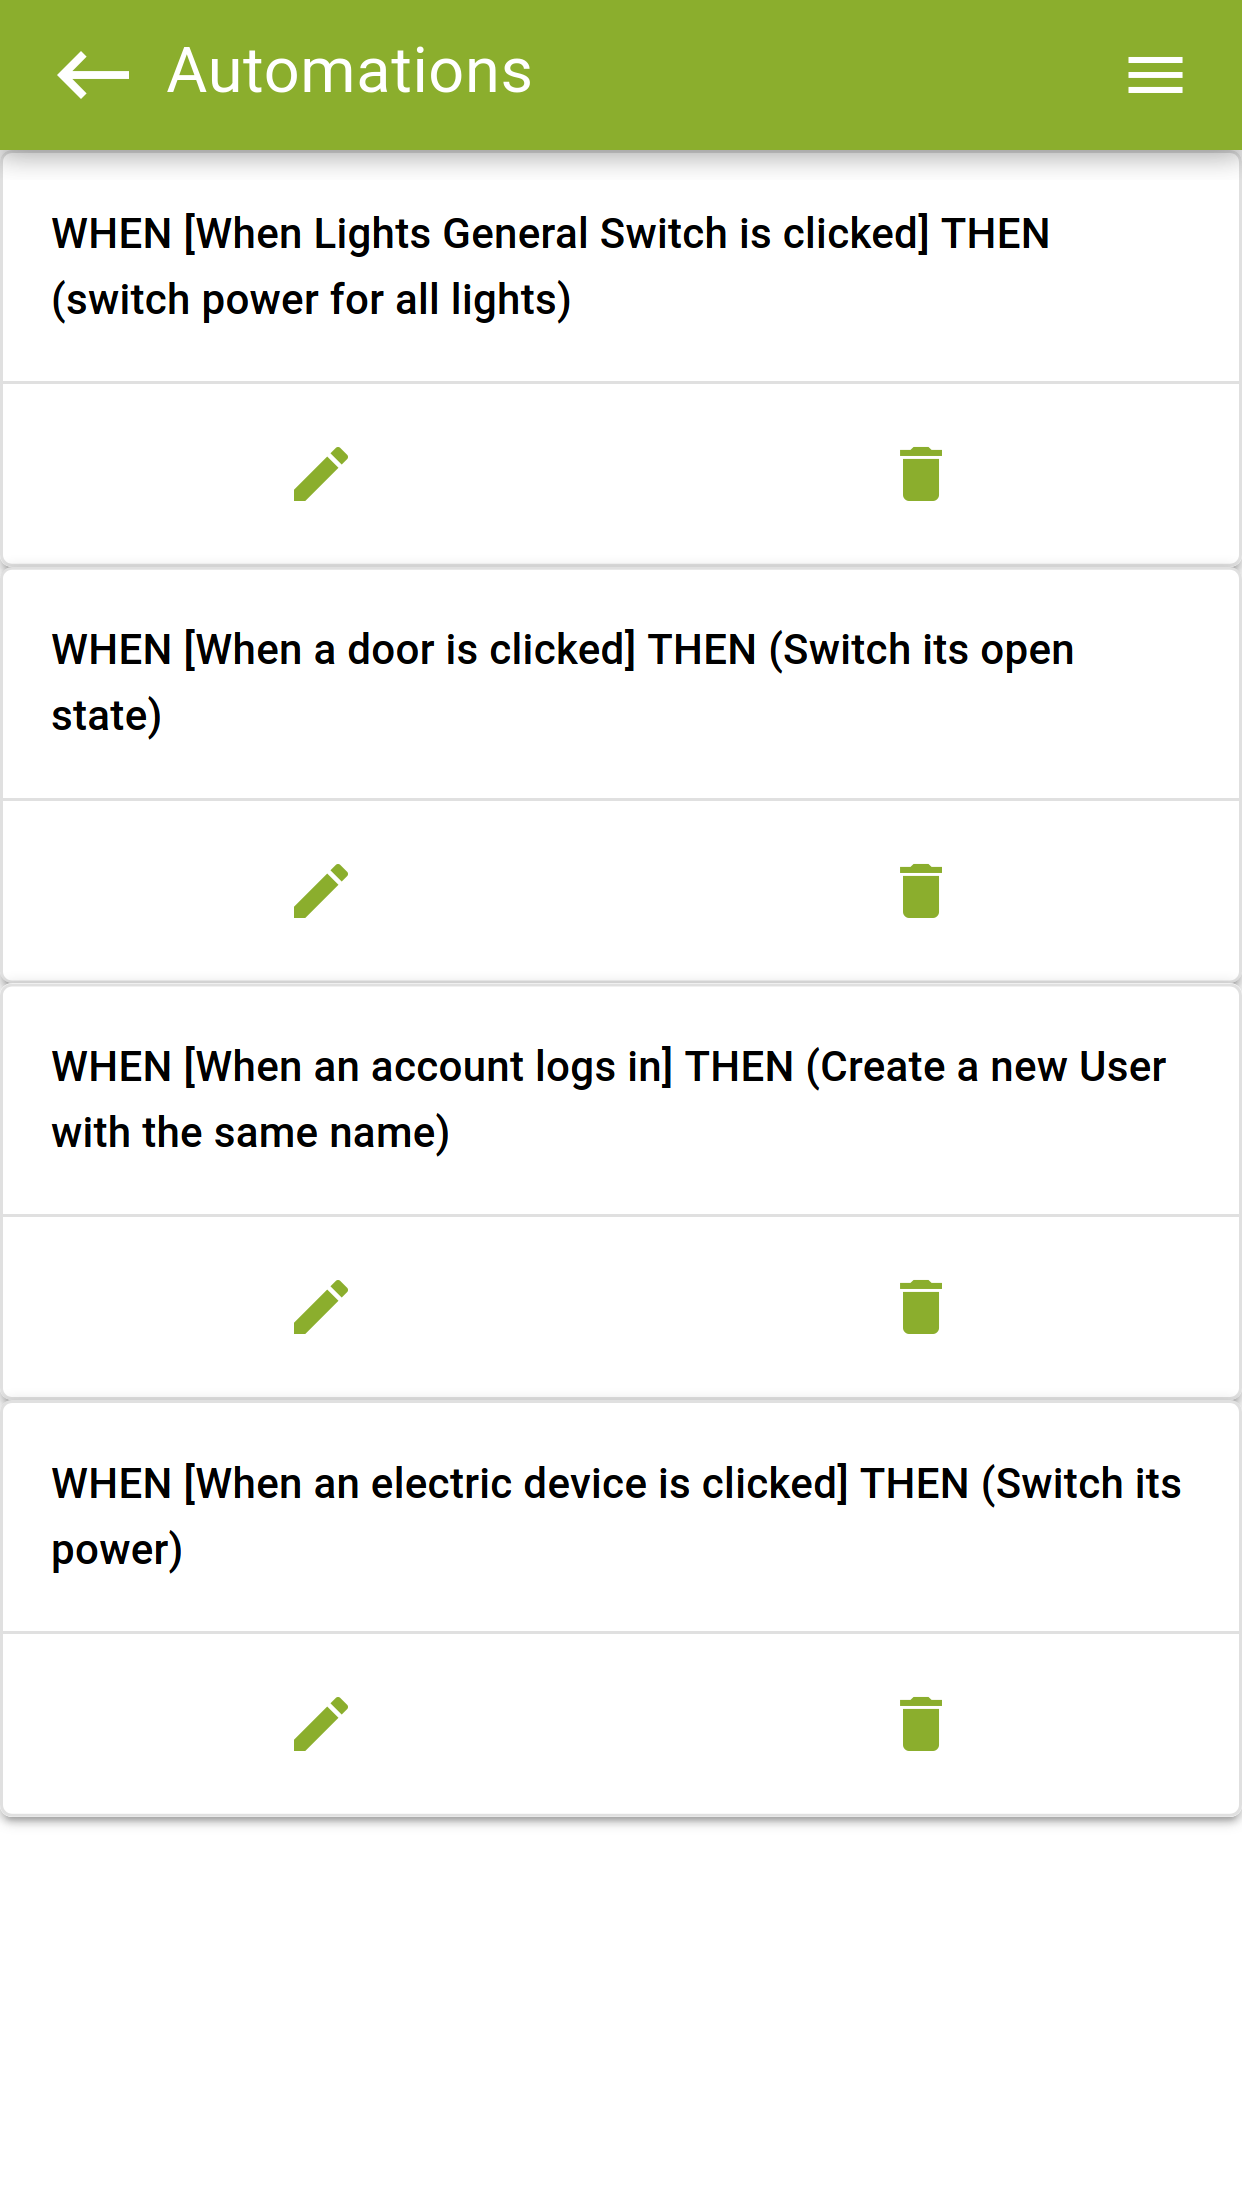 Automations
WHEN [When Lights General Switch is clicked] THEN
(switch power for all lights)
WHEN [When a door is clicked] THEN (Switch its open
state)
WHEN [When an account logs in] THEN (Create a new User
with the same name)
WHEN [When an electric device is clicked] THEN (Switch its
power)